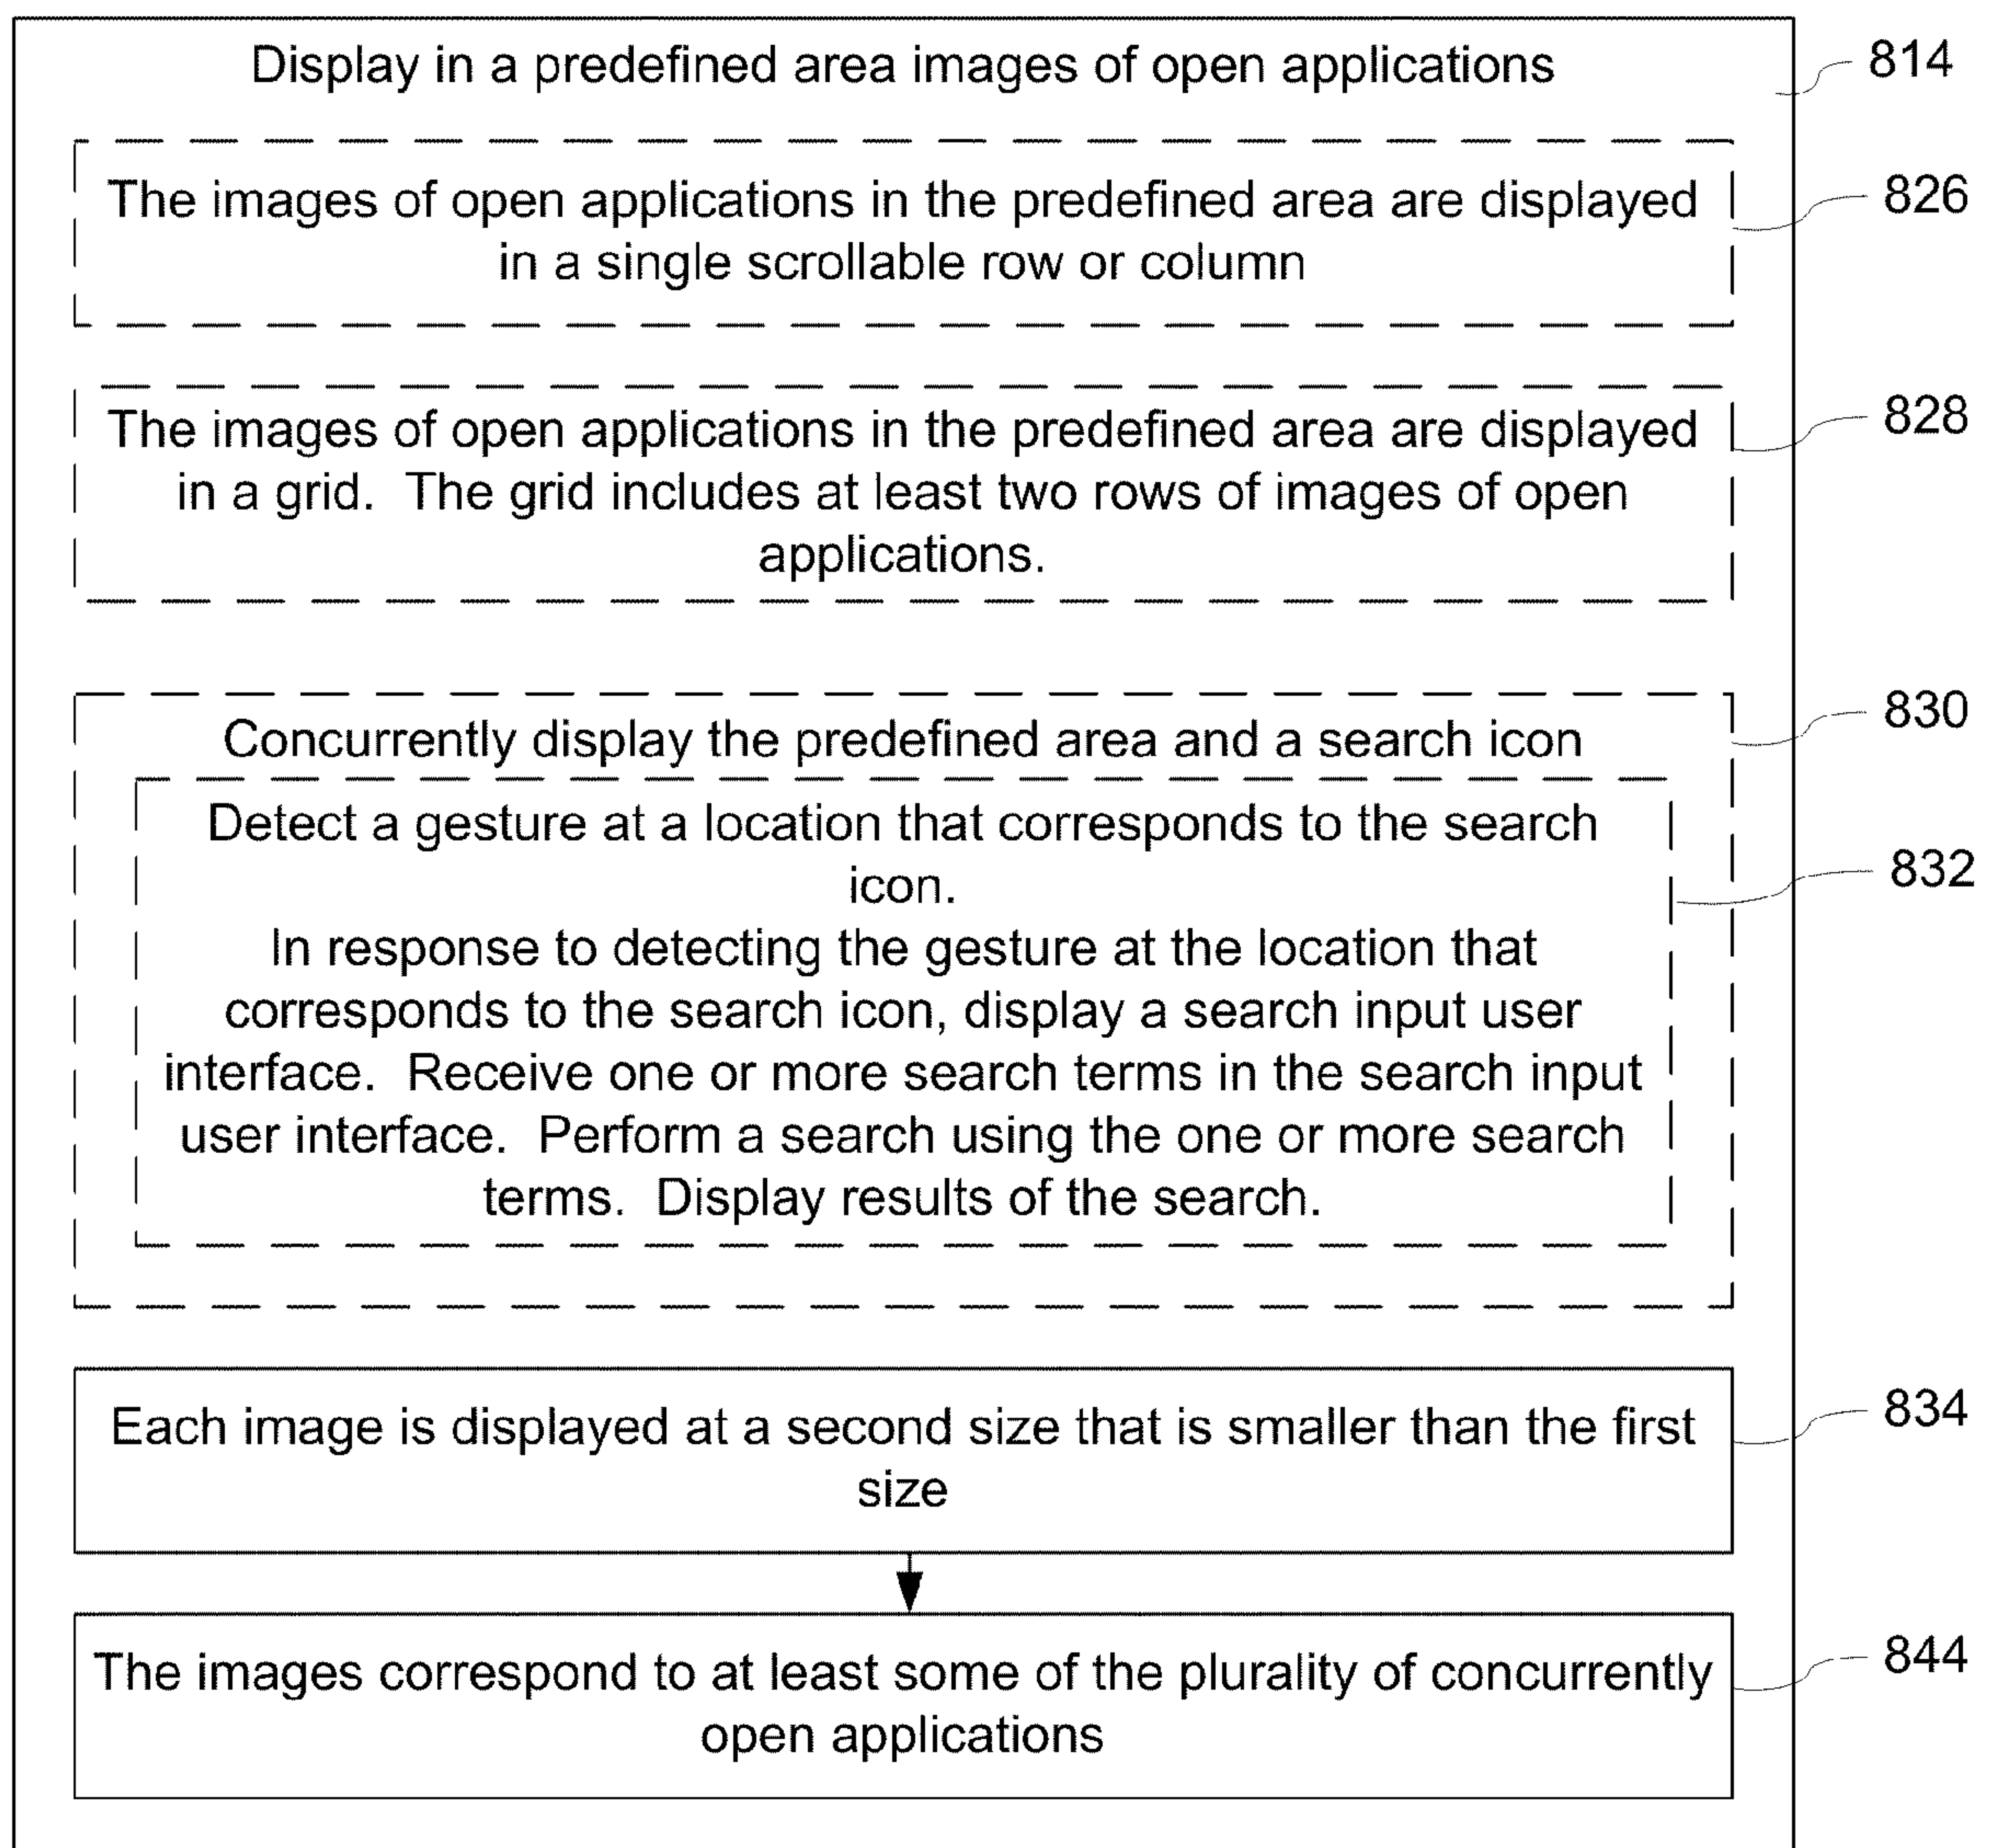 Display in a predefined area images of open applications
814
The images of open applications in the predefined area are displayed
in a single scrollable row or column
826
The images of open applications in the predefined area are displayed
in a grid. The grid includes at least two rows of images of open
applications.
828
Concurrently display the predefined area and a search icon
830
Detect a gesture at a location that corresponds to the search
icon.
In response to detecting the gesture at the location that
corresponds to the search icon, display a search input user
interface. Receive one or more search terms in the search input
user interface. Perform a search using the one or more search
terms. Display results of the search.
832
Each image is displayed at a second size that is smaller than the first
size
834
The images correspond to at least some of the plurality of concurrently
open applications
844